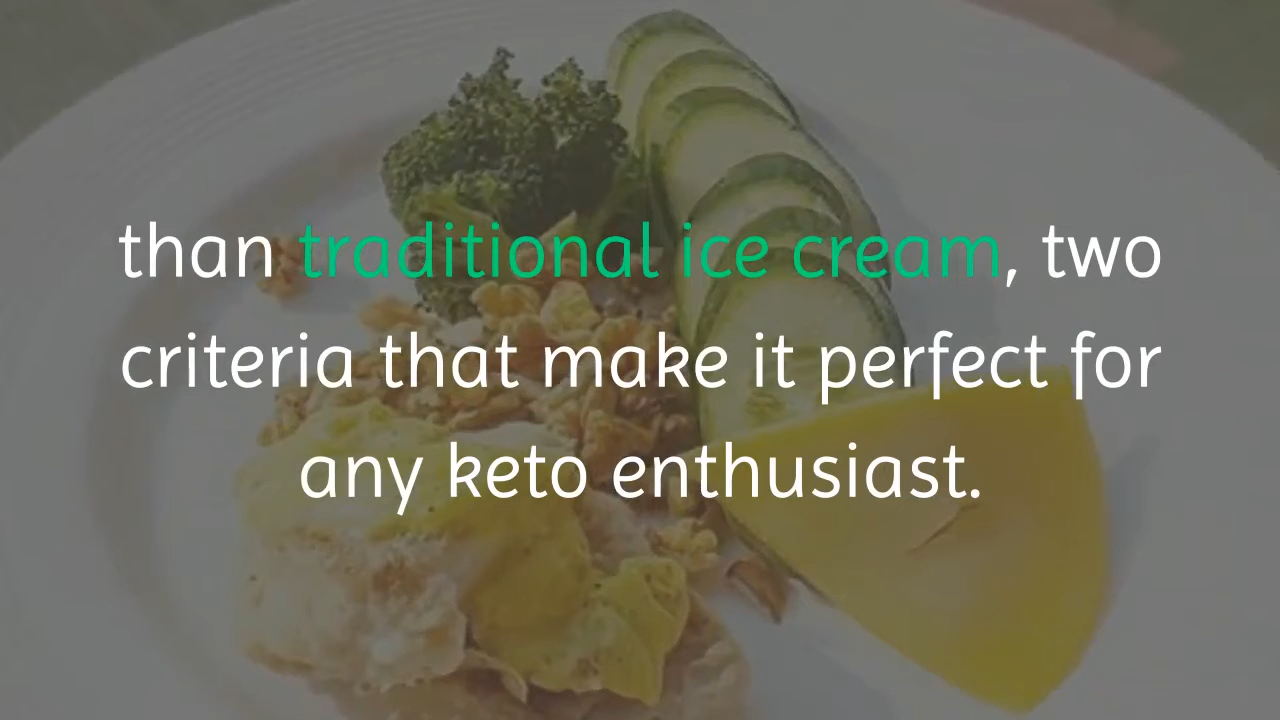 than traditional ice cream, two
criteria that make it perfect for
any keto enthusiast.